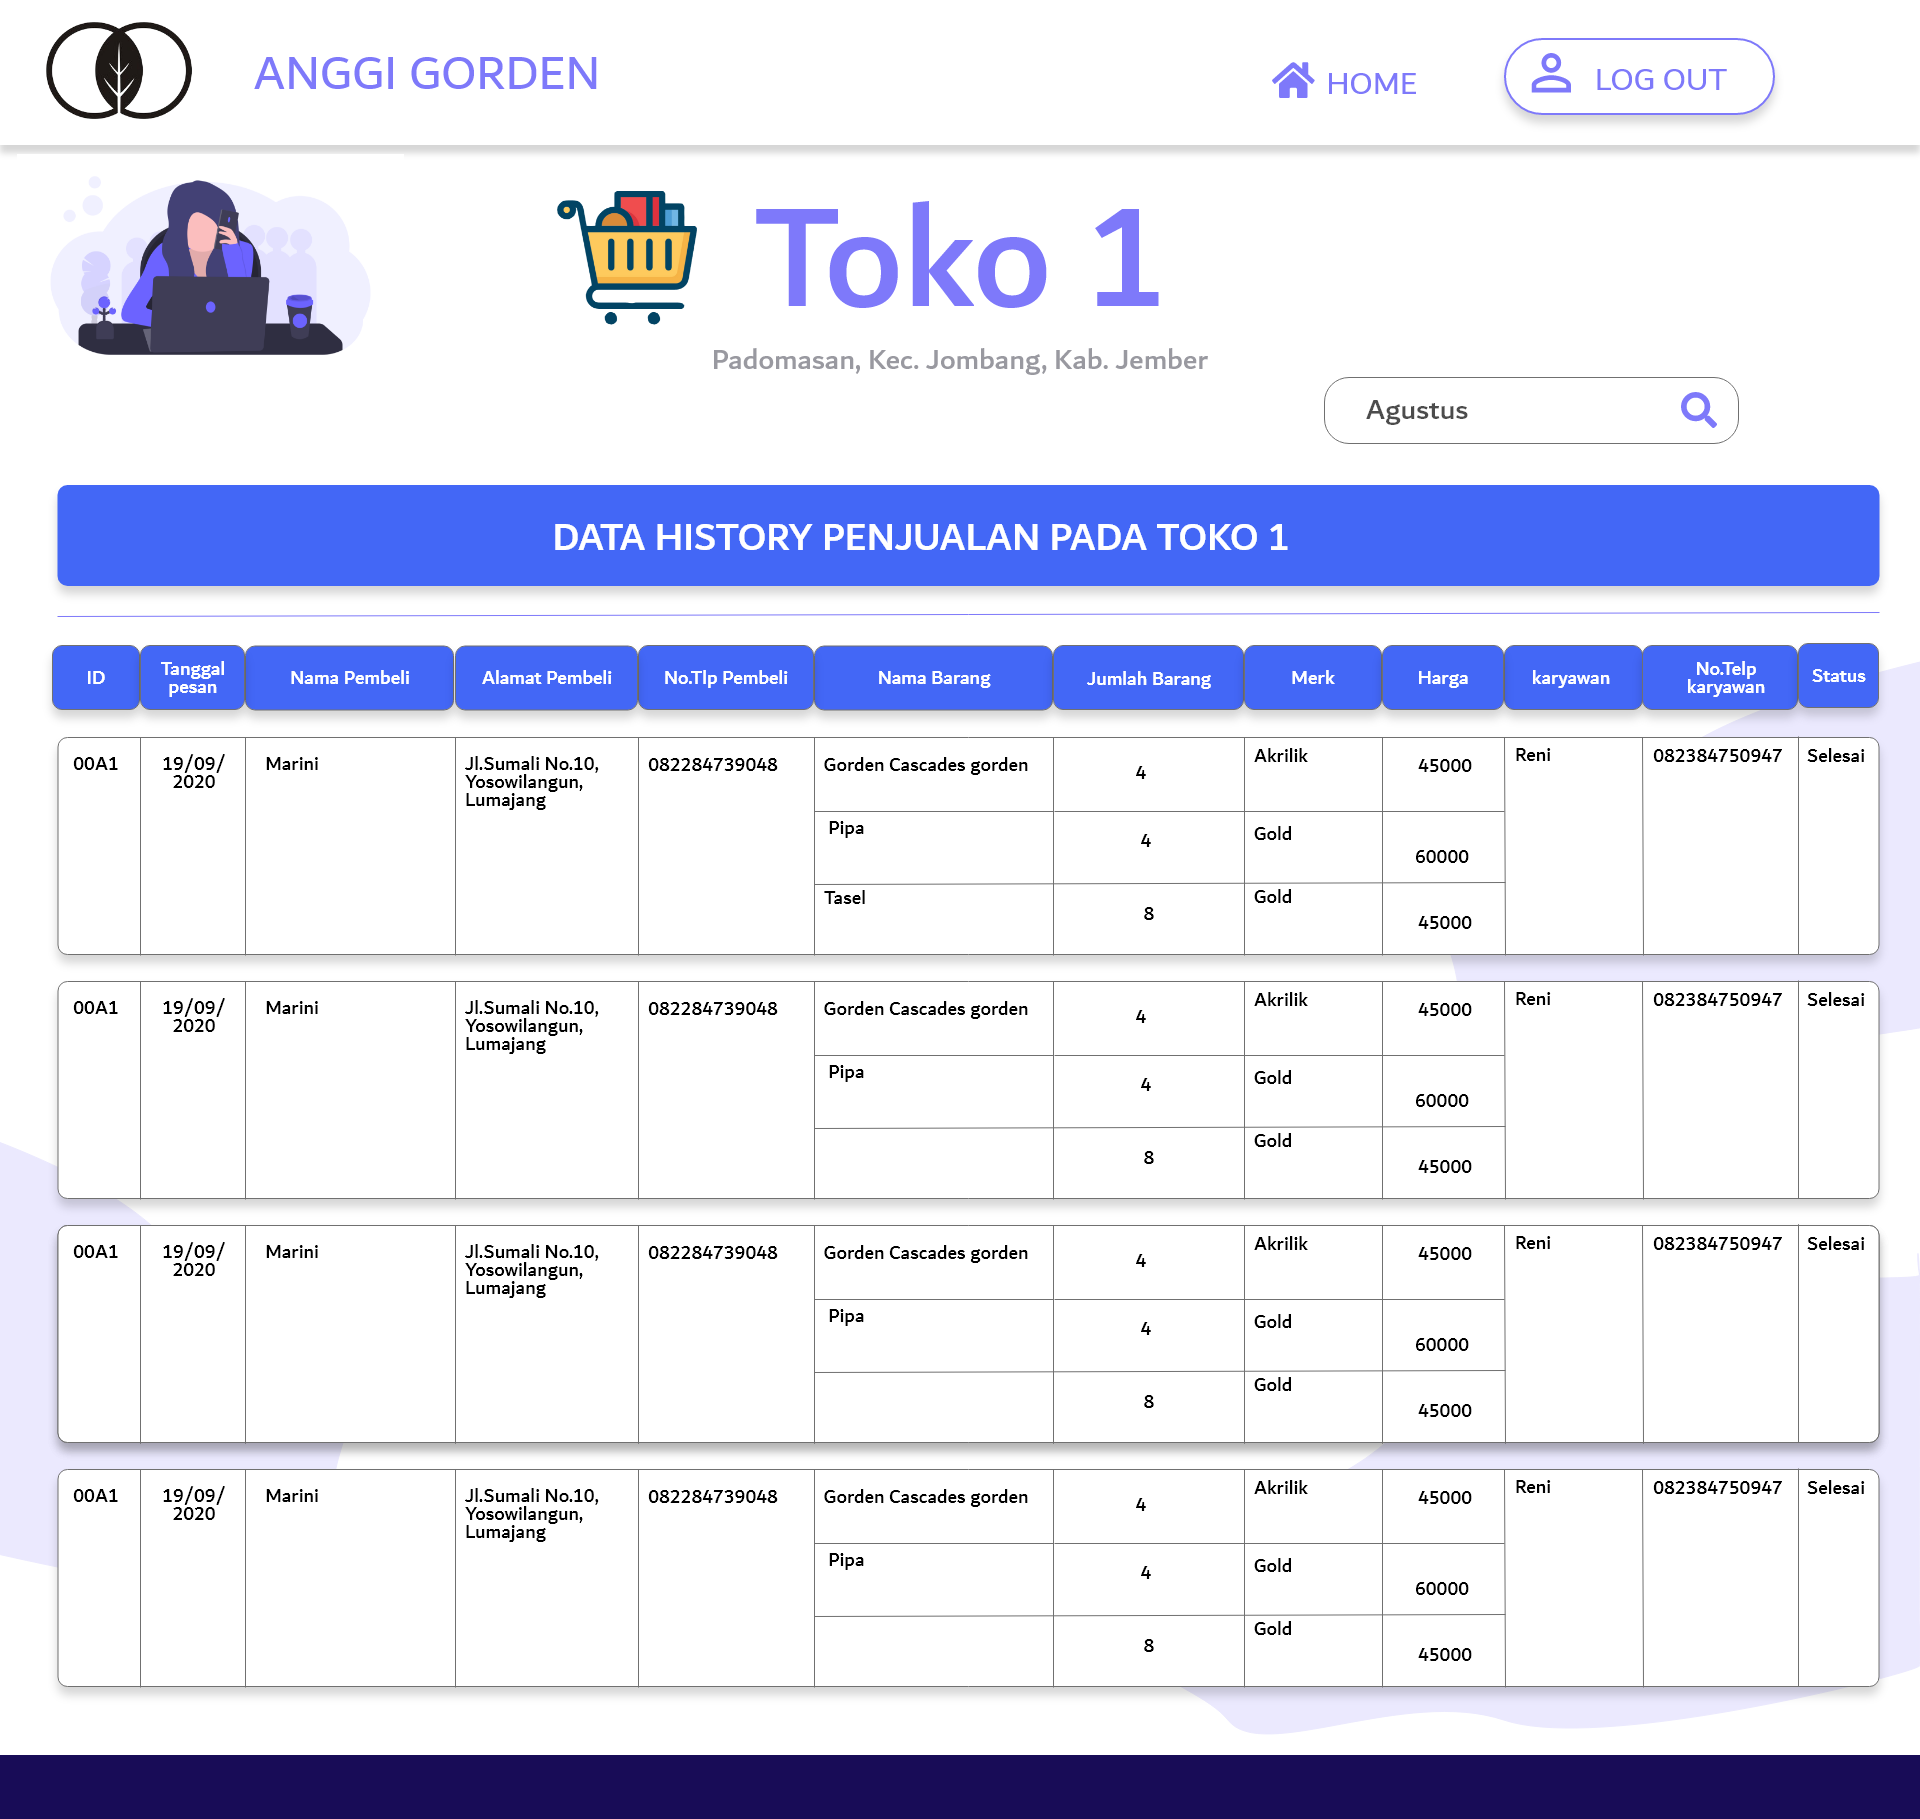 ANGGI GORDEN
HOME
LOG OUT
Toko 1
Padomasan, Kec. Jombang, Kab. Jember
Agustus
DATA HISTORY PENJUALAN PADA TOKO 1
ID Tanggal pesan Nama Pembeli Alamat Pembeli No.Tlp Pembeli Nama Barang Jumlah Barang Merk Harga karyawan No.Telp karyawan Status
00A1 19/09/ Marini Jl.Sumali No.10, 082284739048 Gorden Cascades gorden 4 Akrilik 45000 Reni 082384750947 Selesai
2020 Yosowilangun,
Lumajang
Pipa 4 Gold 60000
Tasel 8 Gold 45000
00A1 19/09/ Marini Jl.Sumali No.10, 082284739048 Gorden Cascades gorden 4 Akrilik 45000 Reni 082384750947 Selesai
2020 Yosowilangun,
Lumajang
Pipa 4 Gold 60000
8 Gold 45000
00A1 19/09/ Marini Jl.Sumali No.10, 082284739048 Gorden Cascades gorden 4 Akrilik 45000 Reni 082384750947 Selesai
2020 Yosowilangun,
Lumajang
Pipa 4 Gold 60000
8 Gold 45000
00A1 19/09/ Marini Jl.Sumali No.10, 082284739048 Gorden Cascades gorden 4 Akrilik 45000 Reni 082384750947 Selesai
2020 Yosowilangun,
Lumajang
Pipa 4 Gold 60000
8 Gold 45000